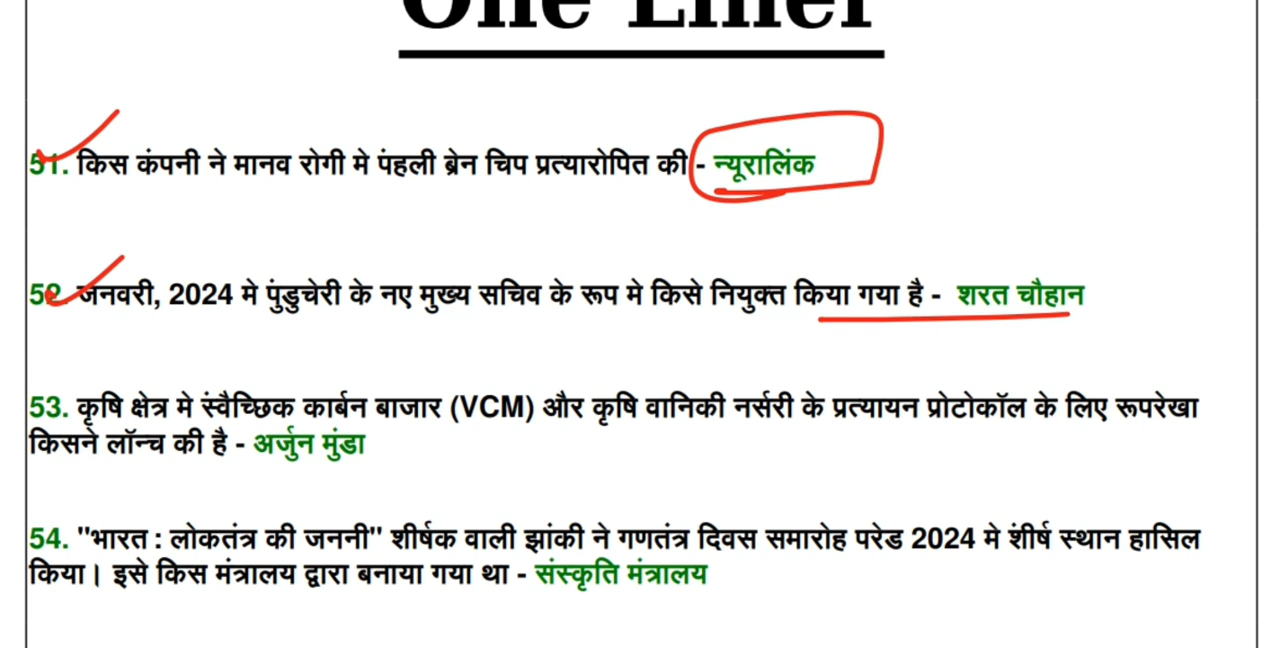 One Liner
51. किस कंपनी ने मानव रोगी मे पंहली ब्रेन चिप प्रत्यारोपित की - न्यूरालिंक
52. जनवरी, 2024 मे पुंडुचेरी के नए मुख्य सचिव के रूप मे किसे नियुक्त किया गया है - शरत चौहान
53. कृषि क्षेत्र मे स्वैंच्छिक कार्बन बाजार (VCM) और कृषि वानिकी नर्सरी के प्रत्यायन प्रोटोकॉल के लिए रूपरेखा
किसने लॉन्च की है - अर्जुन मुंडा
54. "भारत : लोकतंत्र की जननी" शीर्षक वाली झांकी ने गणतंत्र दिवस समारोह परेड 2024 मे शंीर्ष स्थान हासिल
किया। इसे किस मंत्रालय द्वारा बनाया गया था - संस्कृति मंत्रालय